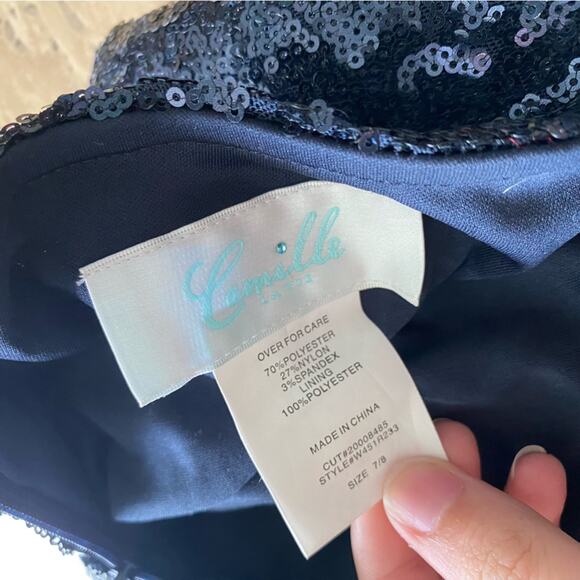 Camille
OVER FOR CARE
70%POLYESTER
27%NYLON
3%SPANDEX
LINING
100%POLYESTER
MADE IN CHINA
CUT#20008485
STYLE#W451R233
SIZE 7/8